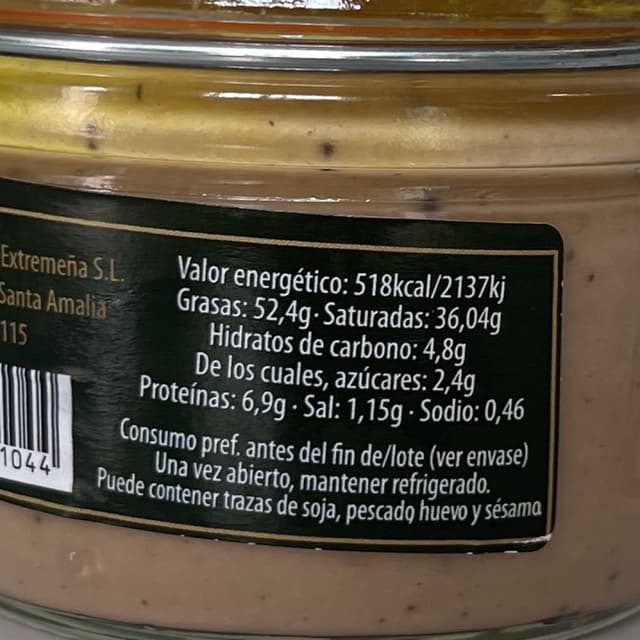 Extremeña S.L.
Santa Amalia
115
1044
Valor energético: 518kcal/2137kj
Grasas: 52,4g · Saturadas: 36,04g
Hidratos de carbono: 4,8g
De los cuales, azúcares: 2,4g
Proteínas: 6,9g · Sal: 1,15g · Sodio: 0,46
Consumo pref. antes del fin de/lote (ver envase)
Una vez abierto, mantener refrigerado.
Puede contener trazas de soja, pescado huevo y sésamo